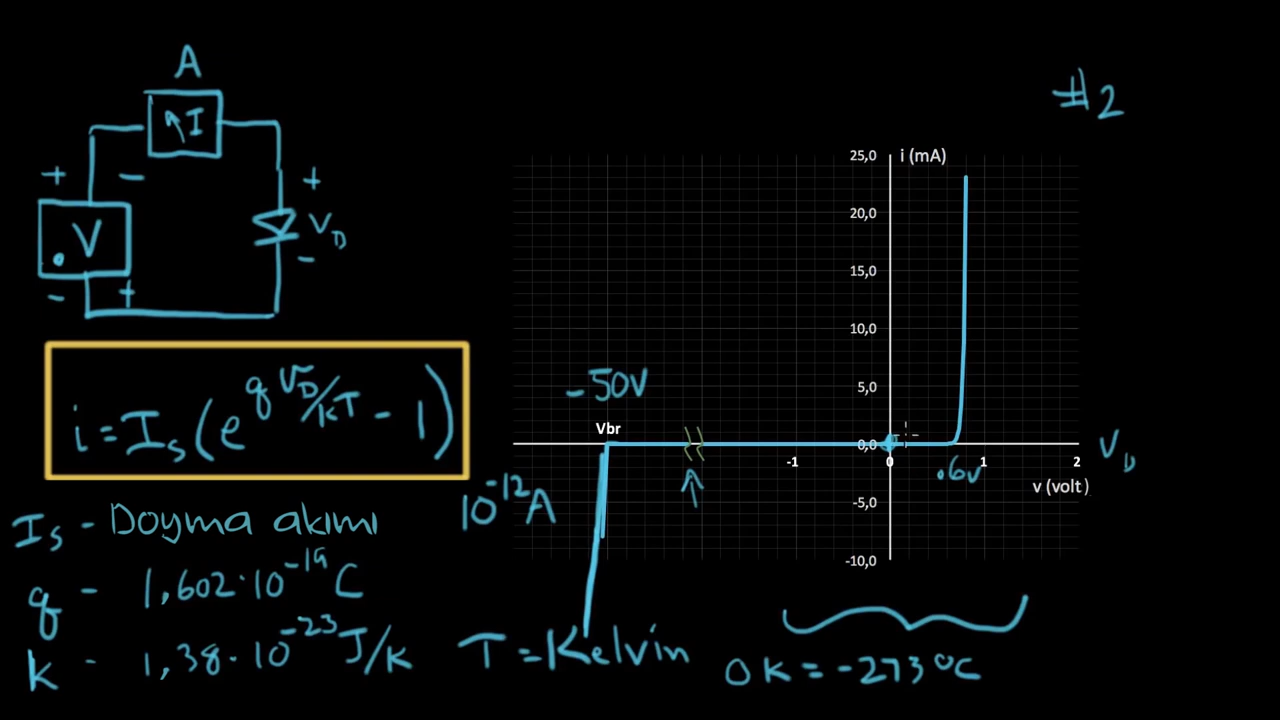 A
#2
I
+ -
+
V
V_D
-
- +
25,0 i (mA)
20,0
15,0
10,0
5,0
0,0
-5,0
-10,0
-1 0 1 2
v (volt)
V_D
.6v
-50V
Vbr
i = I_s (e^{q V_D/kT} - 1)
10^{-12} A
I_s - Doyma akımı
q - 1,602·10^{-19} C
k - 1,38·10^{-23} J/K
T = Kelvin
0 K = -273 °C